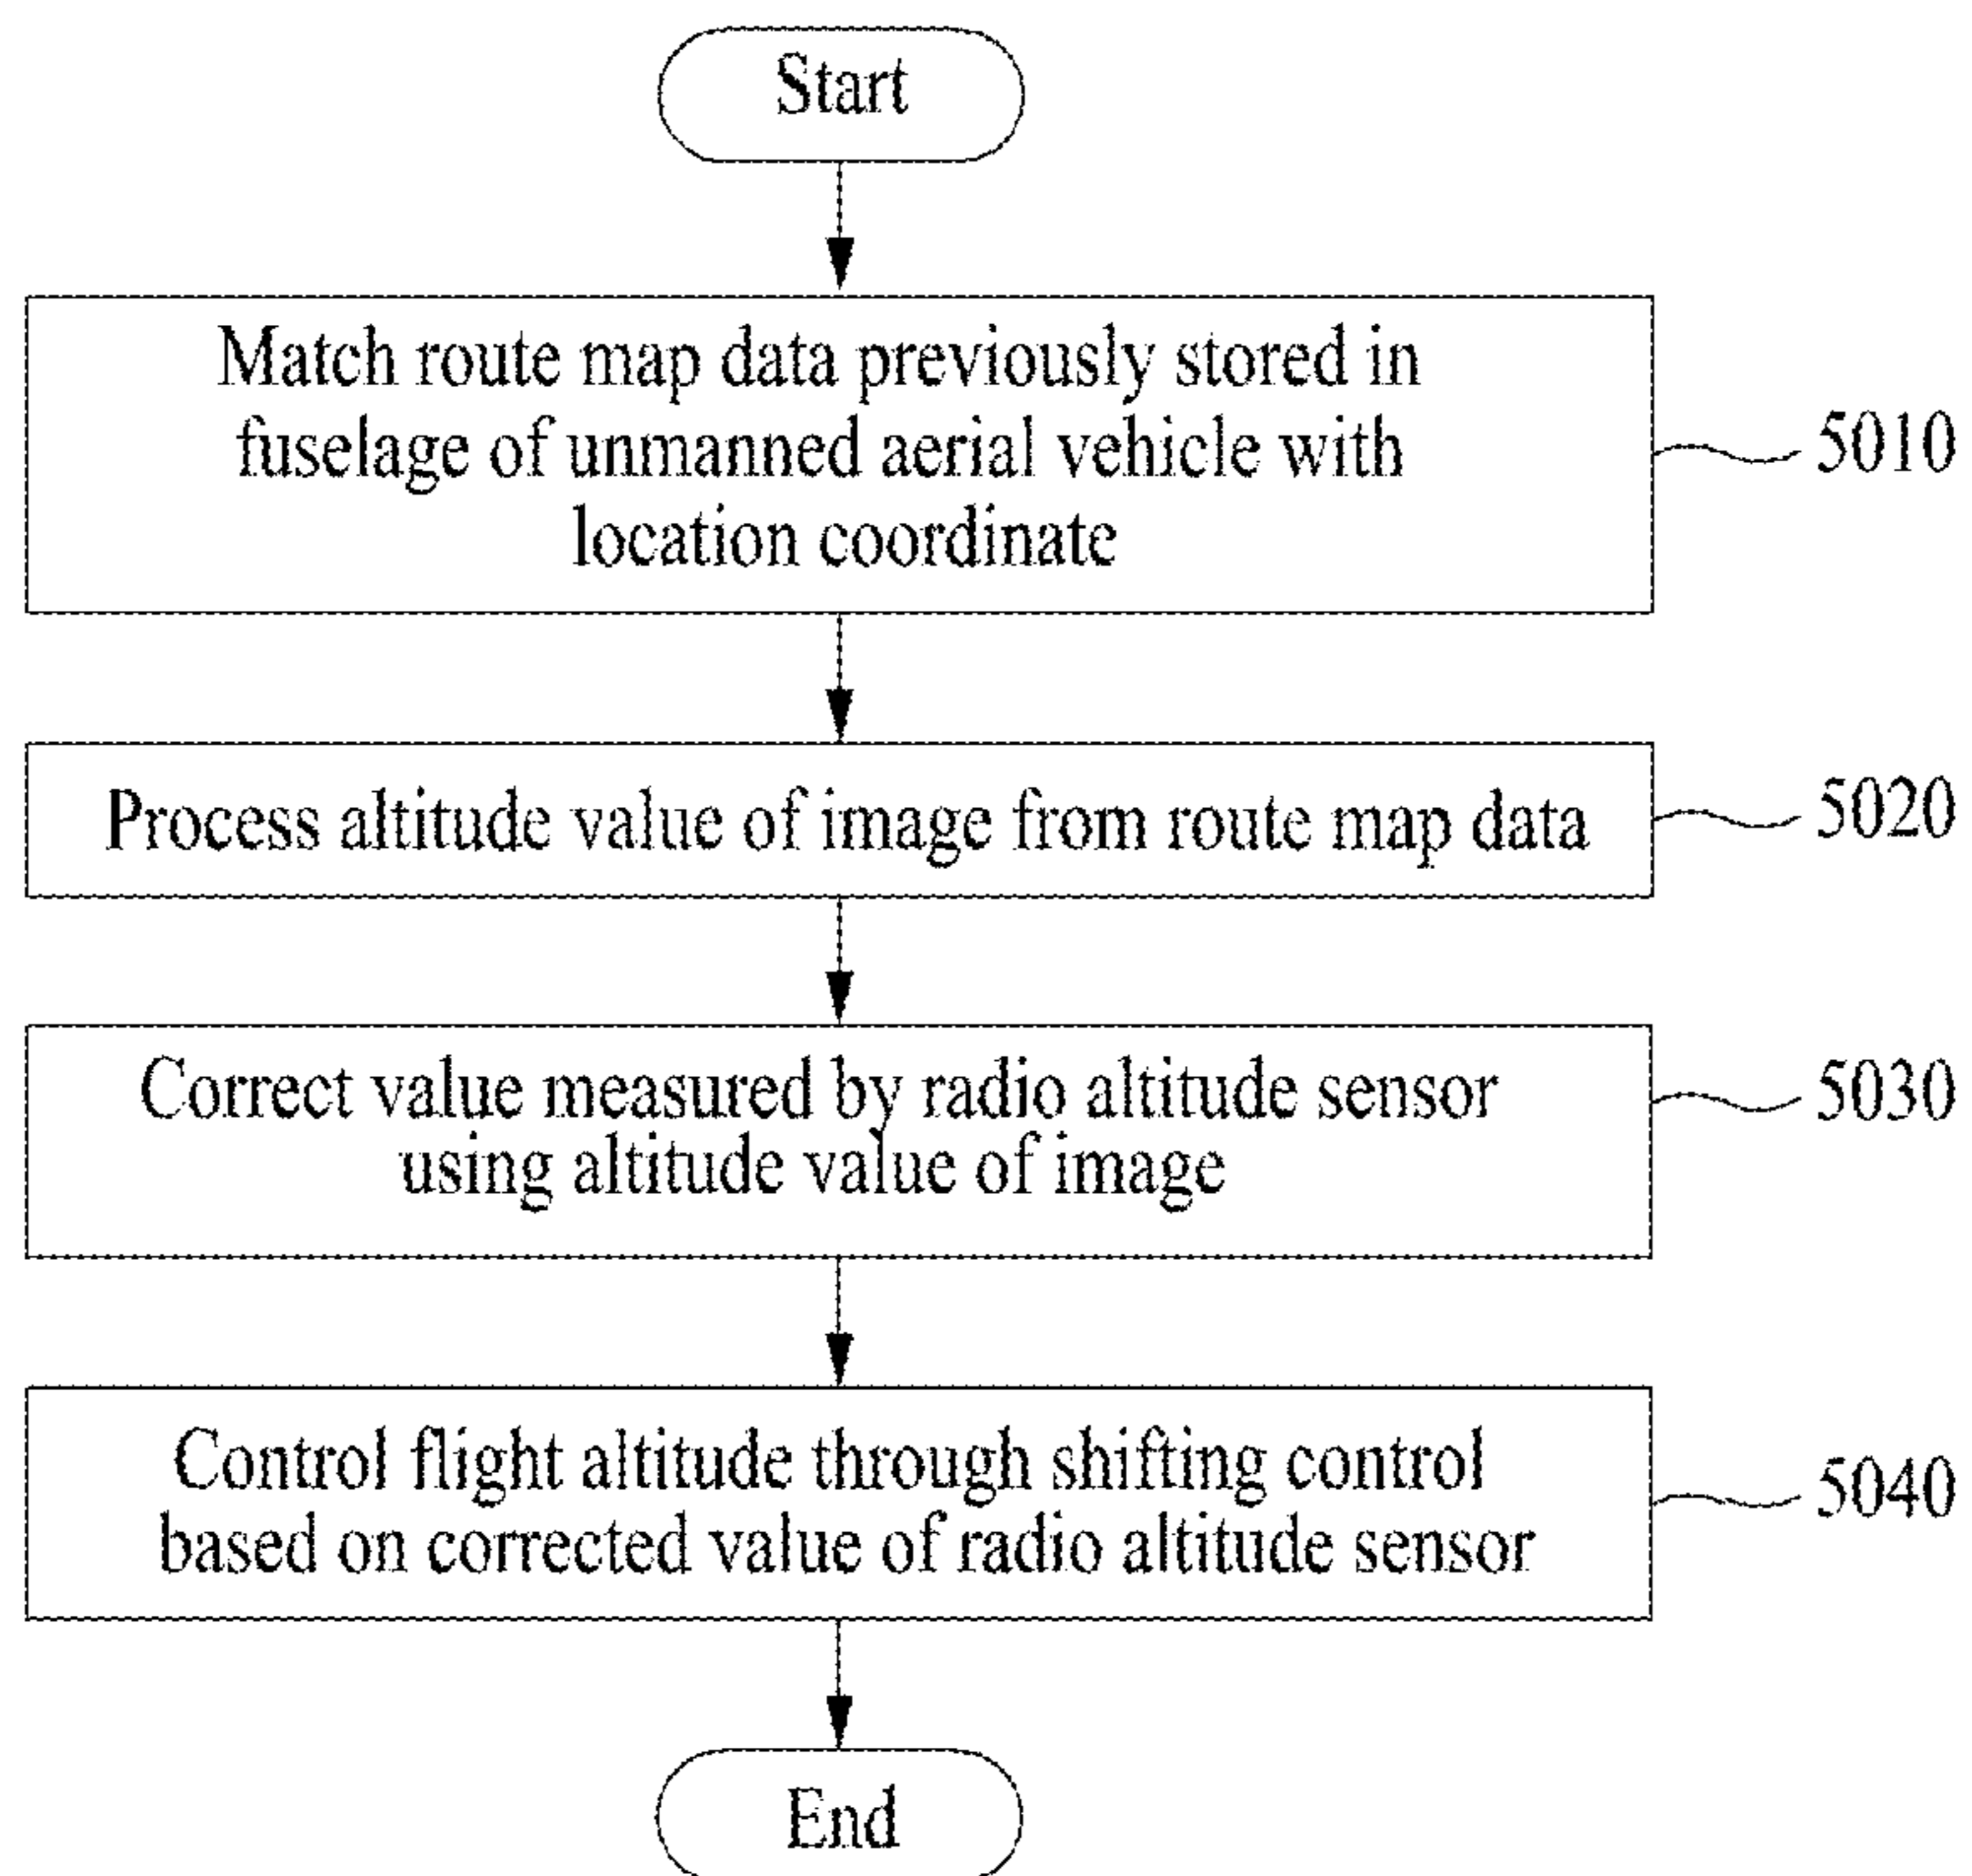 Start
Match route map data previously stored in
fuselage of unmanned aerial vehicle with
location coordinate
5010
Process altitude value of image from route map data
5020
Correct value measured by radio altitude sensor
using altitude value of image
5030
Control flight altitude through shifting control
based on corrected value of radio altitude sensor
5040
End